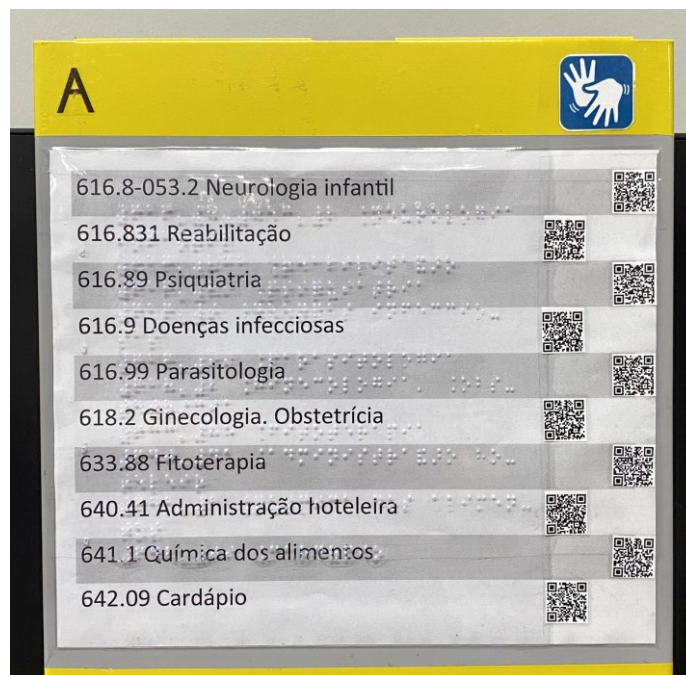 A
616.8-053.2 Neurologia infantil
616.831 Reabilitação
616.89 Psiquiatria
616.9 Doenças infecciosas
616.99 Parasitologia
618.2 Ginecologia. Obstetrícia
633.88 Fitoterapia
640.41 Administração hoteleira
641.1 Química dos alimentos
642.09 Cardápio